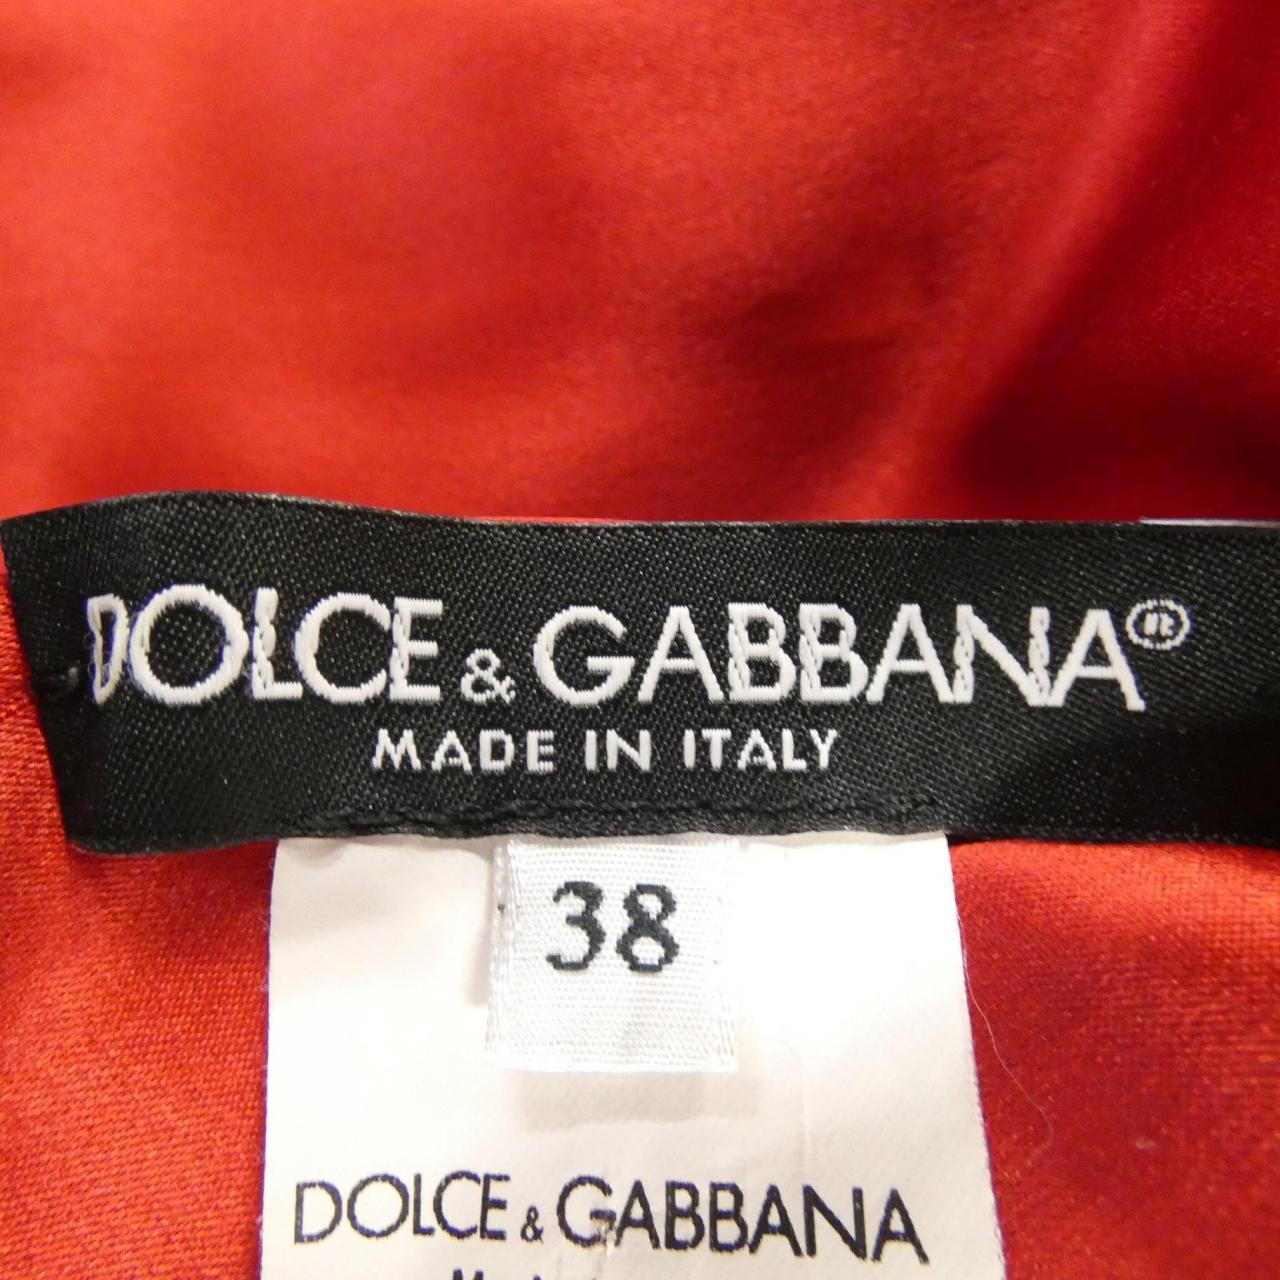 DOLCE & GABBANA®
MADE IN ITALY
38
DOLCE & GABBANA